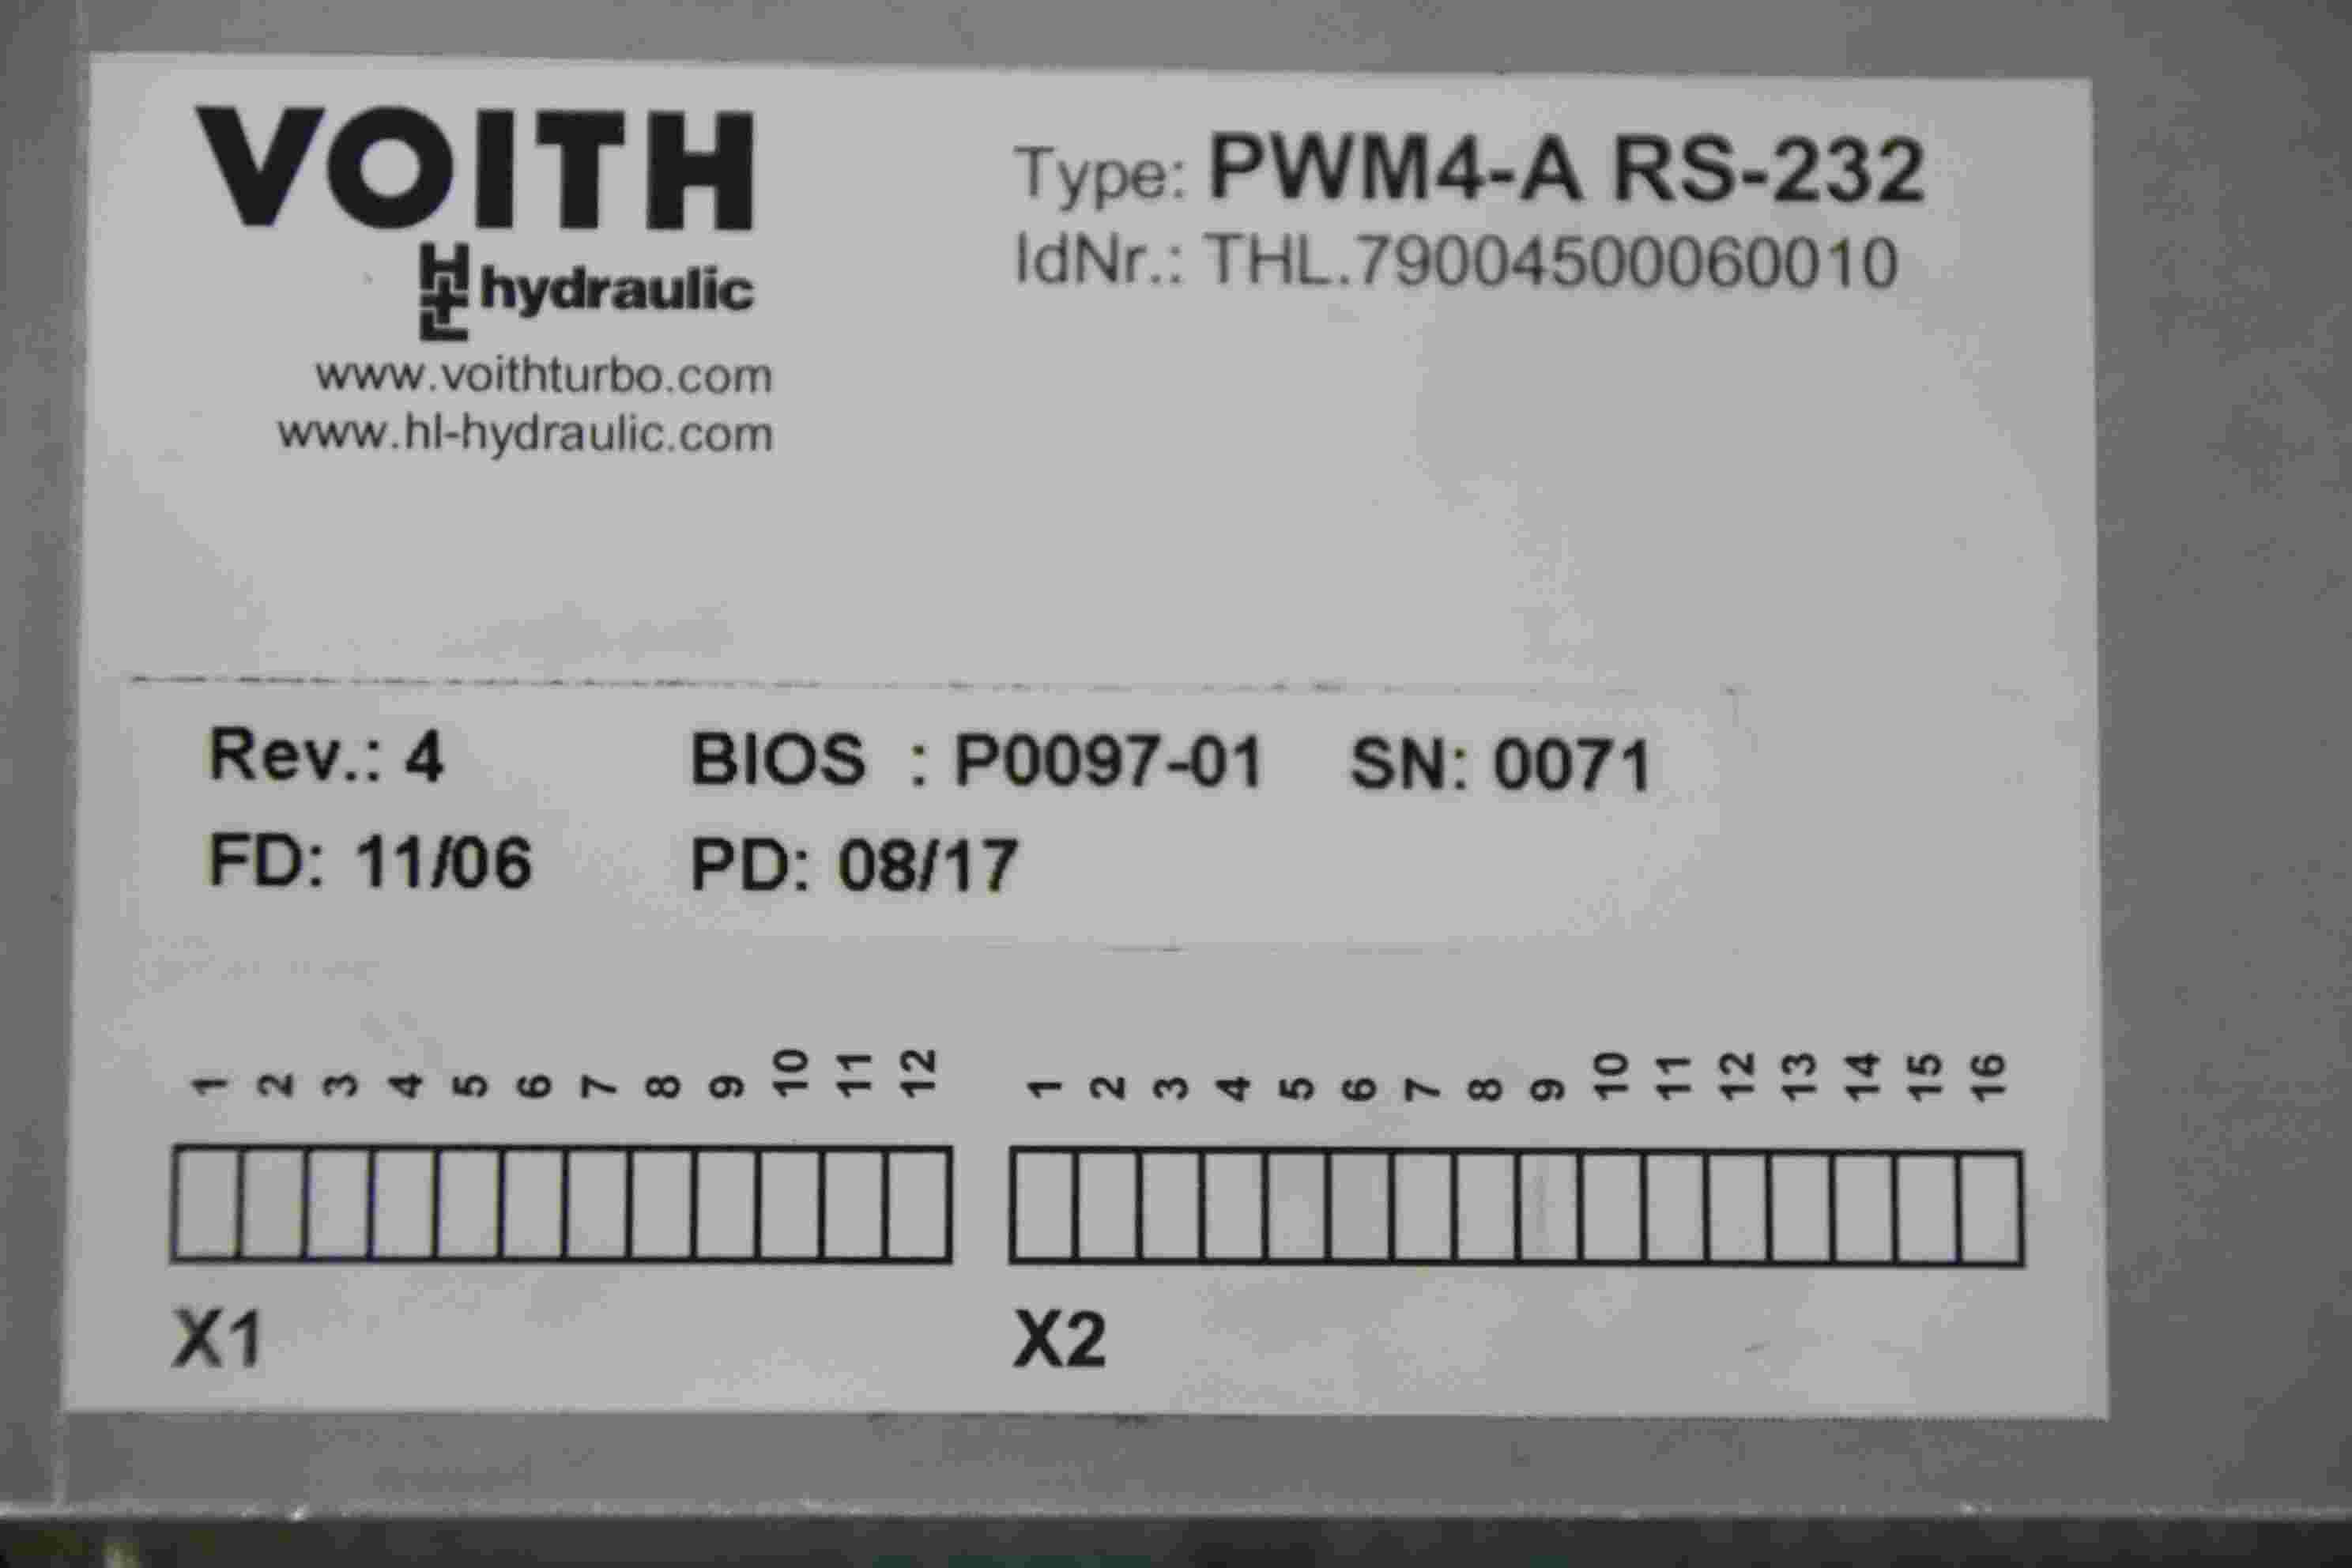 VOITH
HL hydraulic
www.voithturbo.com
www.hl-hydraulic.com
Type: PWM4-A RS-232
IdNr.: THL.79004500060010
Rev.: 4 BIOS : P0097-01 SN: 0071
FD: 11/06 PD: 08/17
1 2 3 4 5 6 7 8 9 10 11 12
1 2 3 4 5 6 7 8 9 10 11 12 13 14 15 16
X1
X2